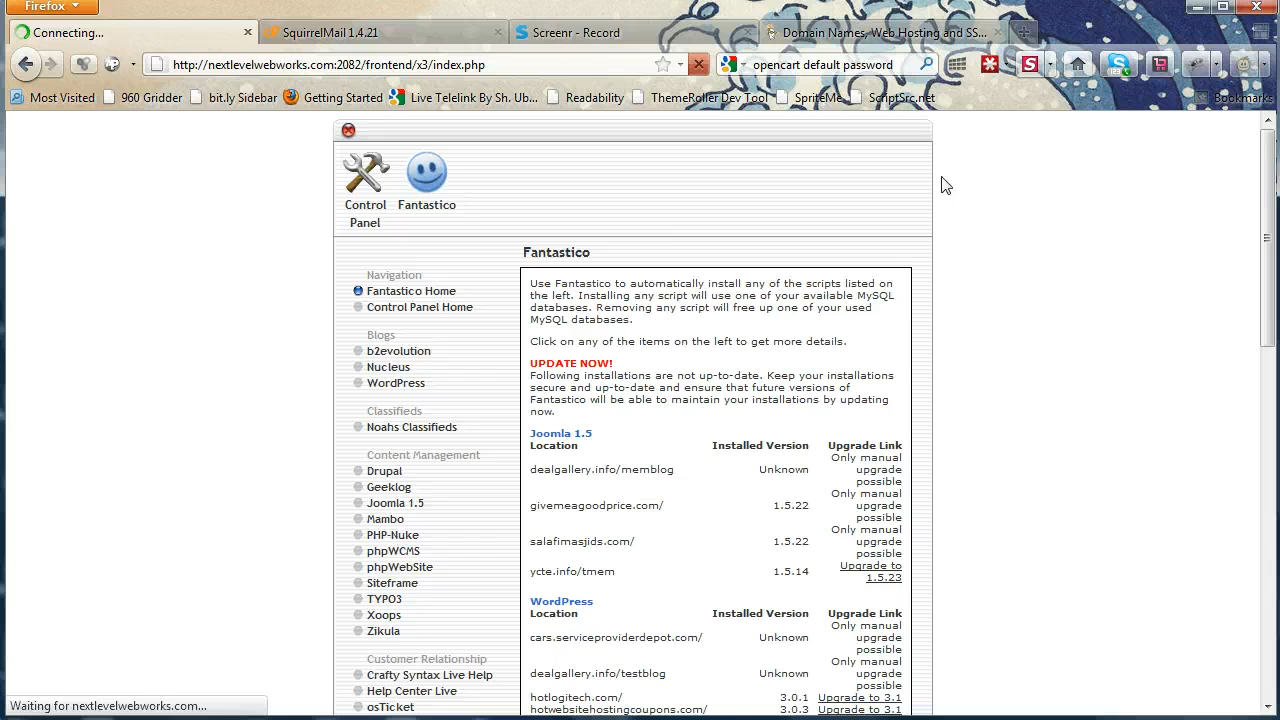 Firefox
Connecting...
SquirrelMail 1.4.21
Screenr - Record
Domain Names, Web Hosting and SS...
http://nextlevelwebworks.com:2082/frontend/x3/index.php
opencart default password
Most Visited
960 Gridder
bit.ly Sidebar
Getting Started
Live Telelink By Sh. Ub...
Readability
ThemeRoller Dev Tool
SpriteMe
ScriptSrc.net
Bookmarks
Control Panel
Fantastico
Fantastico
Navigation
Fantastico Home
Control Panel Home
Blogs
b2evolution
Nucleus
WordPress
Classifieds
Noahs Classifieds
Content Management
Drupal
Geeklog
Joomla 1.5
Mambo
PHP-Nuke
phpWCMS
phpWebSite
Siteframe
TYPO3
Xoops
Zikula
Customer Relationship
Crafty Syntax Live Help
Help Center Live
osTicket
Use Fantastico to automatically install any of the scripts listed on
the left. Installing any script will use one of your available MySQL
databases. Removing any script will free up one of your used
MySQL databases.
Click on any of the items on the left to get more details.
UPDATE NOW!
Following installations are not up-to-date. Keep your installations
secure and up-to-date and ensure that future versions of
Fantastico will be able to maintain your installations by updating
now.
Joomla 1.5
Location Installed Version Upgrade Link
dealgallery.info/memblog Unknown Only manual upgrade possible
givemeagoodprice.com/ 1.5.22 Only manual upgrade possible
salafimasjids.com/ 1.5.22 Only manual upgrade possible
ycte.info/tmem 1.5.14 Upgrade to 1.5.23
WordPress
Location Installed Version Upgrade Link
cars.serviceproviderdepot.com/ Unknown Only manual upgrade possible
dealgallery.info/testblog Unknown Only manual upgrade possible
hotlogitech.com/ 3.0.1 Upgrade to 3.1
hotwebsitehostingcoupons.com/ 3.0.3 Upgrade to 3.1
Waiting for nextlevelwebworks.com...